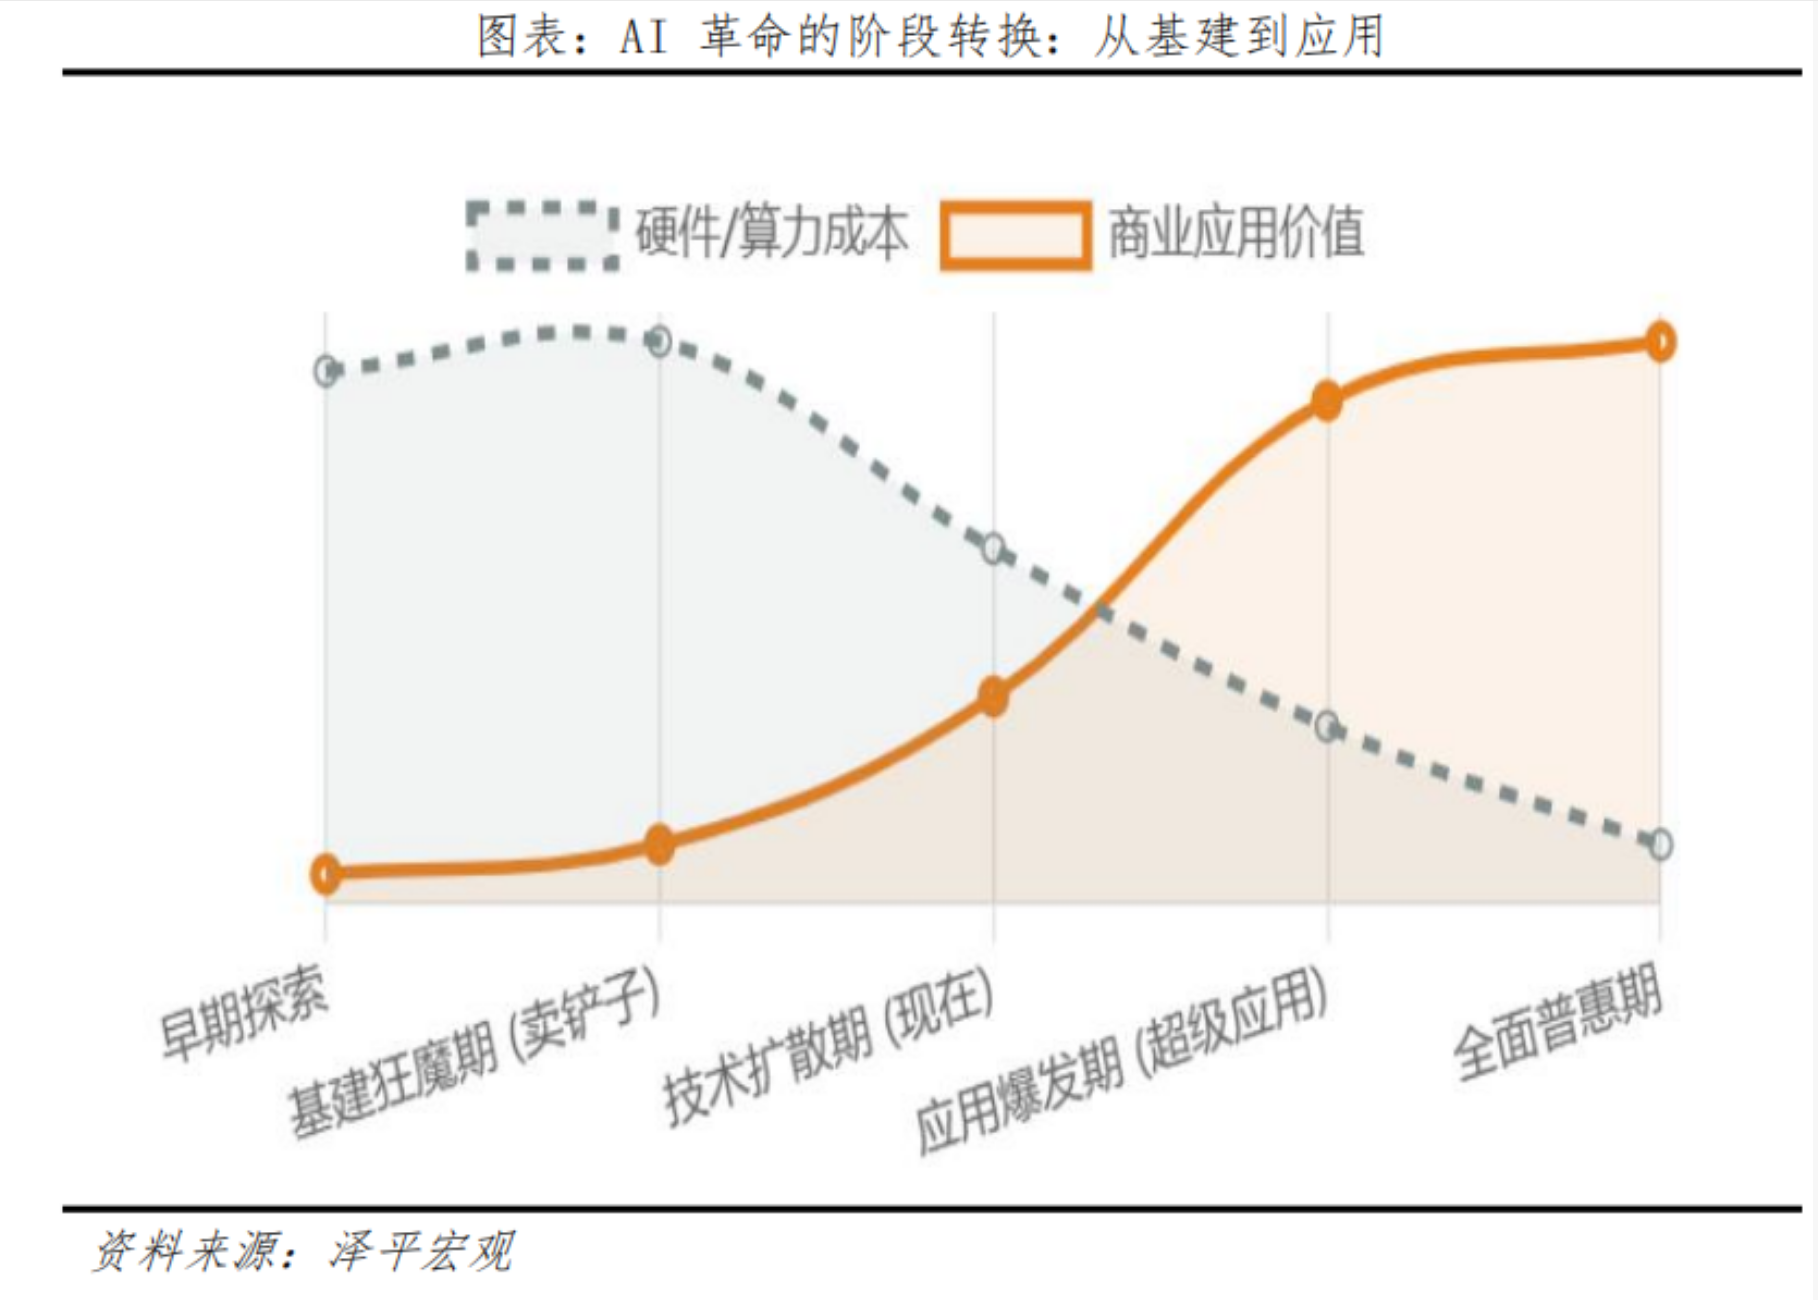 图表：AI 革命的阶段转换：从基建到应用
硬件/算力成本 商业应用价值
早期探索
基建狂魔期 (卖铲子)
技术扩散期 (现在)
应用爆发期 (超级应用)
全面普惠期
资料来源：泽平宏观